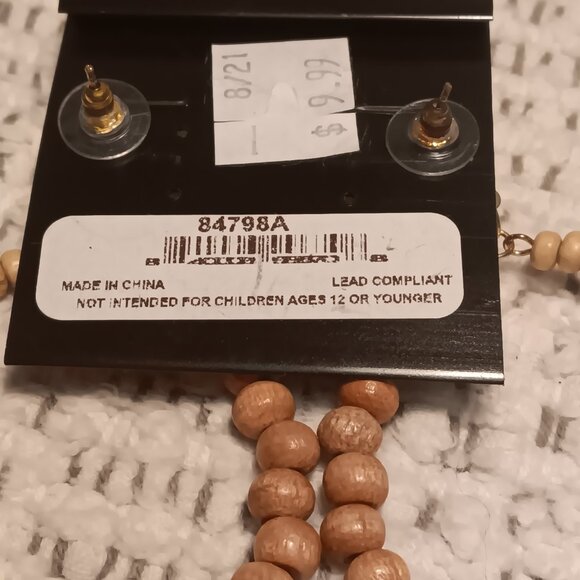 8/21
$ 9.99
84798A
MADE IN CHINA LEAD COMPLIANT
NOT INTENDED FOR CHILDREN AGES 12 OR YOUNGER